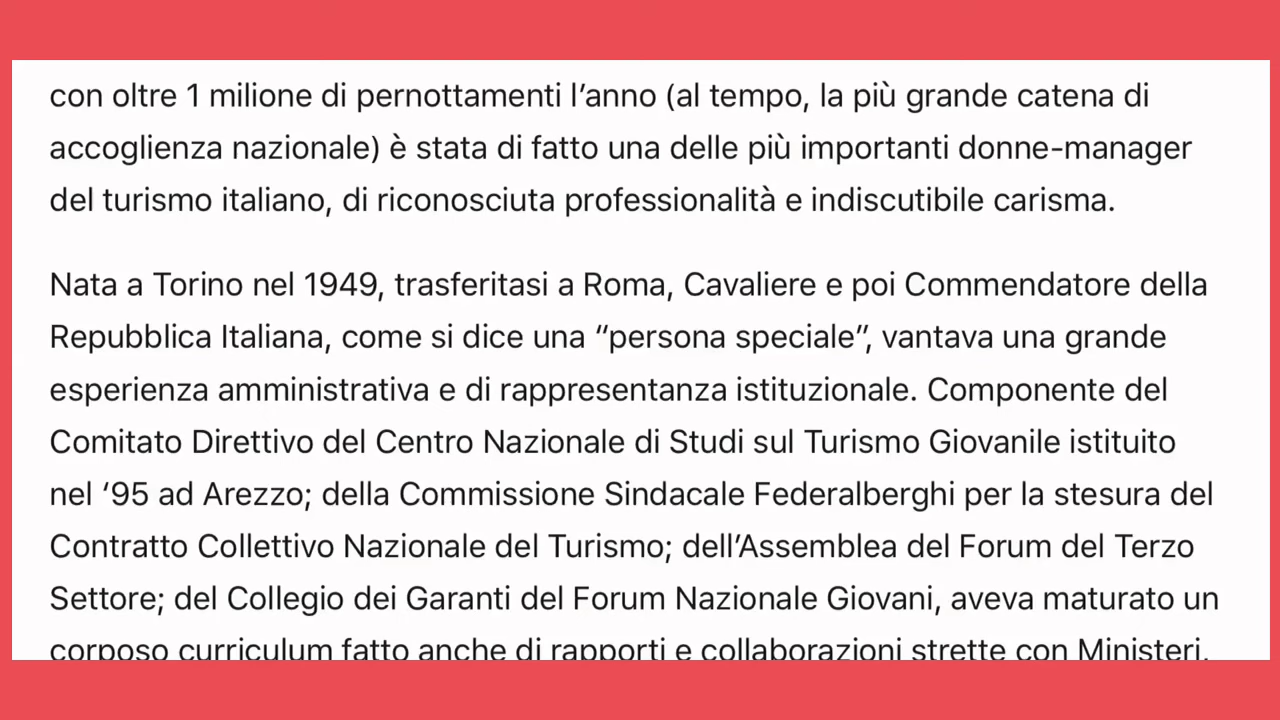 con oltre 1 milione di pernottamenti l’anno (al tempo, la più grande catena di
accoglienza nazionale) è stata di fatto una delle più importanti donne-manager
del turismo italiano, di riconosciuta professionalità e indiscutibile carisma.
Nata a Torino nel 1949, trasferitasi a Roma, Cavaliere e poi Commendatore della
Repubblica Italiana, come si dice una “persona speciale”, vantava una grande
esperienza amministrativa e di rappresentanza istituzionale. Componente del
Comitato Direttivo del Centro Nazionale di Studi sul Turismo Giovanile istituito
nel ‘95 ad Arezzo; della Commissione Sindacale Federalberghi per la stesura del
Contratto Collettivo Nazionale del Turismo; dell’Assemblea del Forum del Terzo
Settore; del Collegio dei Garanti del Forum Nazionale Giovani, aveva maturato un
corposo curriculum fatto anche di rapporti e collaborazioni strette con Ministeri,